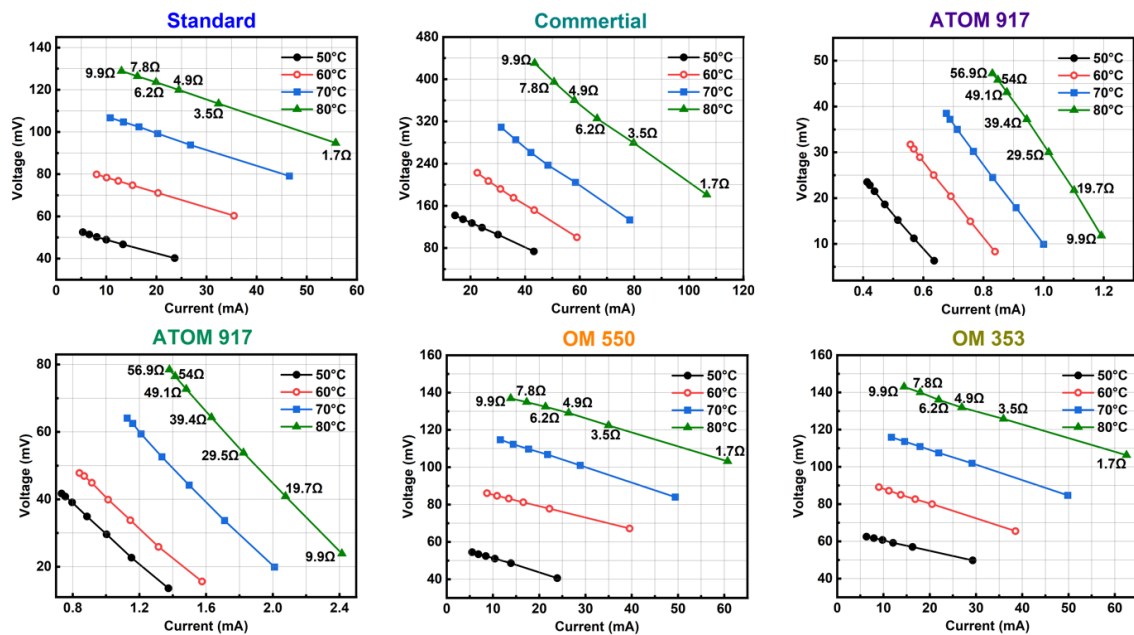 Standard
Voltage (mV)
140
120
100
80
60
40
0 10 20 30 40 50 60
Current (mA)
50°C
60°C
70°C
80°C
9.9Ω 7.8Ω 6.2Ω 4.9Ω 3.5Ω 1.7Ω
Commertial
Voltage (mV)
480
400
320
240
160
80
0 20 40 60 80 100 120
Current (mA)
50°C
60°C
70°C
80°C
9.9Ω 7.8Ω 4.9Ω 6.2Ω 3.5Ω 1.7Ω
ATOM 917
Voltage (mV)
50
40
30
20
10
0.4 0.6 0.8 1.0 1.2
Current (mA)
50°C
60°C
70°C
80°C
56.9Ω 54Ω 49.1Ω 39.4Ω 29.5Ω 19.7Ω 9.9Ω
ATOM 917
Voltage (mV)
80
60
40
20
0.8 1.2 1.6 2.0 2.4
Current (mA)
50°C
60°C
70°C
80°C
56.9Ω 54Ω 49.1Ω 39.4Ω 29.5Ω 19.7Ω 9.9Ω
OM 550
Voltage (mV)
160
140
120
100
80
60
40
0 10 20 30 40 50 60
Current (mA)
50°C
60°C
70°C
80°C
9.9Ω 7.8Ω 6.2Ω 4.9Ω 3.5Ω 1.7Ω
OM 353
Voltage (mV)
160
140
120
100
80
60
40
0 10 20 30 40 50 60
Current (mA)
50°C
60°C
70°C
80°C
9.9Ω 7.8Ω 6.2Ω 4.9Ω 3.5Ω 1.7Ω